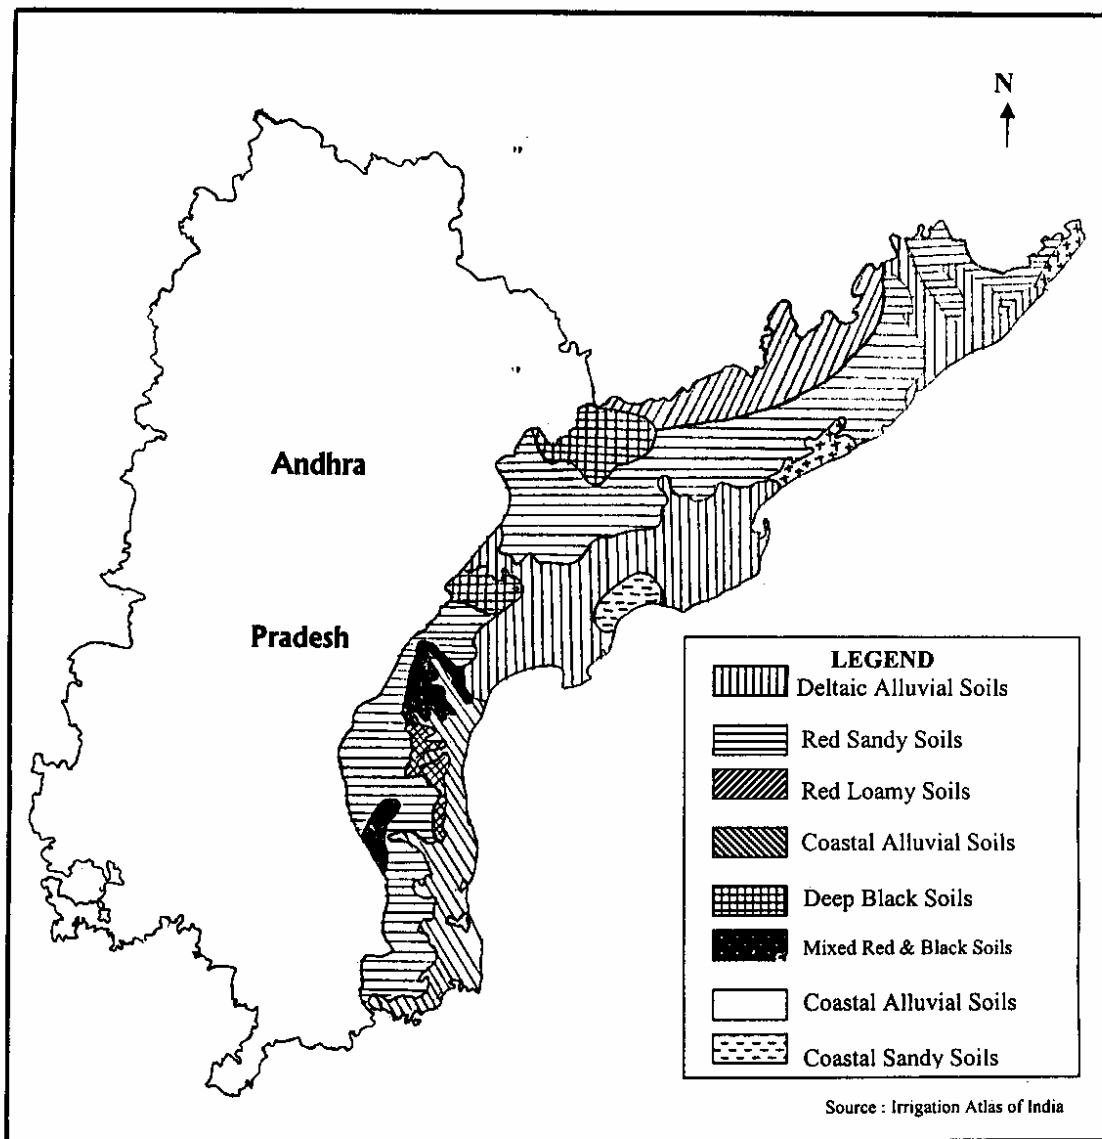 N
Andhra
Pradesh
LEGEND
Deltaic Alluvial Soils
Red Sandy Soils
Red Loamy Soils
Coastal Alluvial Soils
Deep Black Soils
Mixed Red & Black Soils
Coastal Alluvial Soils
Coastal Sandy Soils
Source : Irrigation Atlas of India